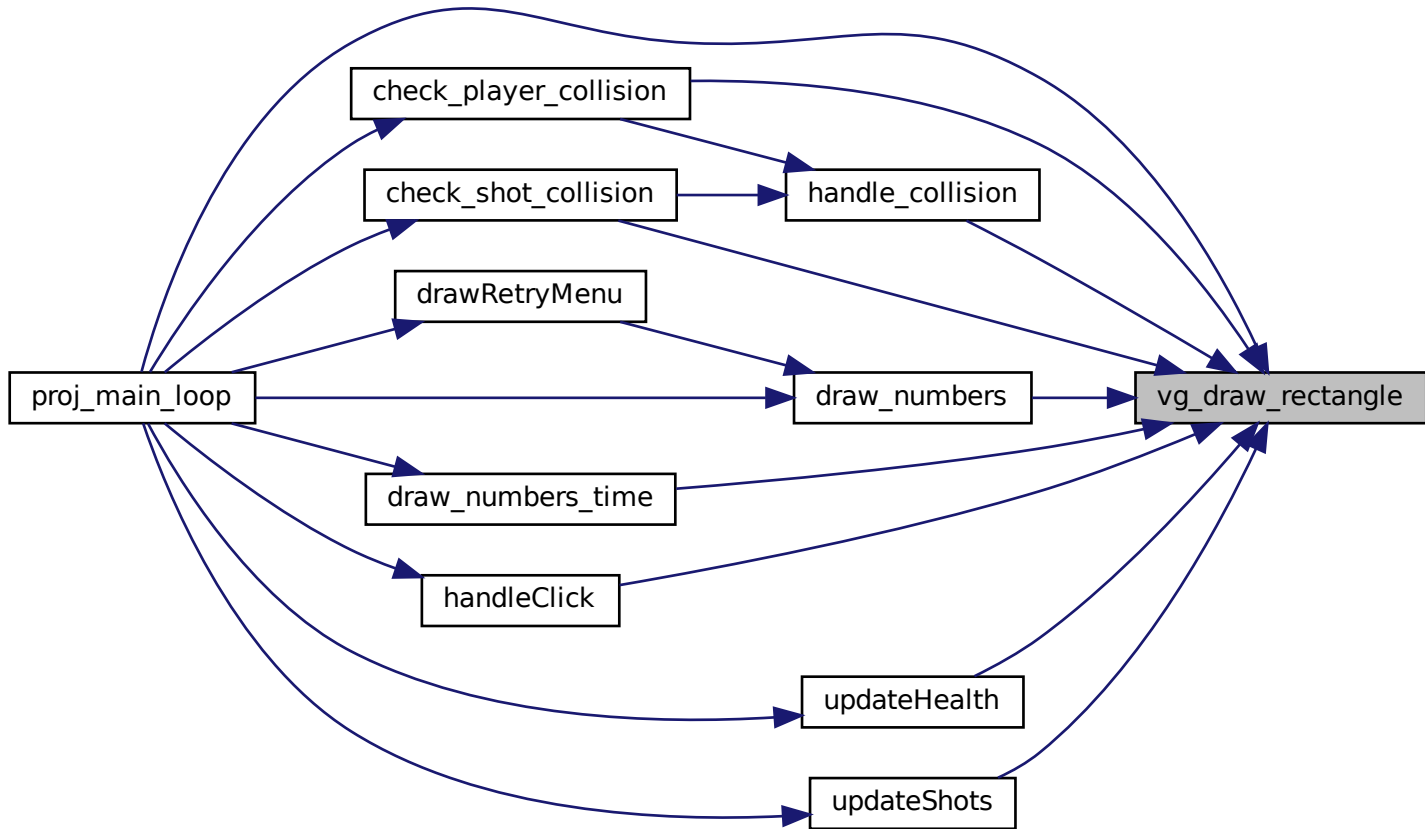 check_player_collision
check_shot_collision
handle_collision
drawRetryMenu
proj_main_loop
draw_numbers
vg_draw_rectangle
draw_numbers_time
handleClick
updateHealth
updateShots